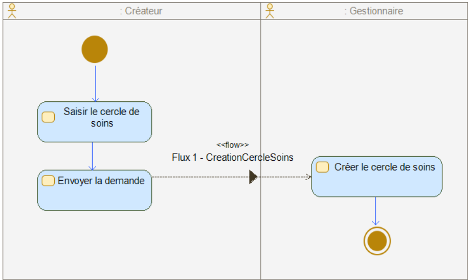 : Créateur
: Gestionnaire
Saisir le cercle de
soins
<<flow>>
Flux 1 - CreationCercleSoins
Envoyer la demande
Créer le cercle de soins